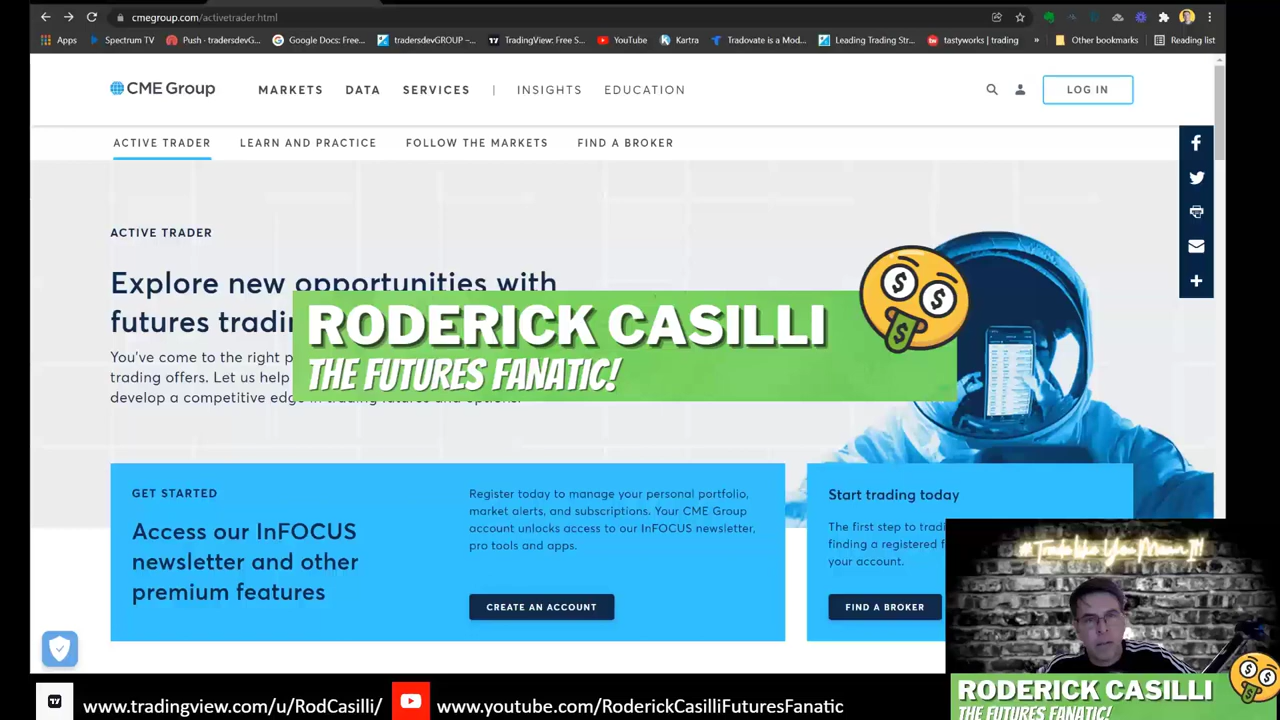 cmegroup.com/activetrader.html
Apps
Spectrum TV
Push · tradersdevG...
Google Docs: Free...
tradersdevGROUP –...
TradingView: Free S...
YouTube
Kartra
Tradovate is a Mod...
Leading Trading Str...
tastyworks | trading
»
Other bookmarks
Reading list
CME Group
MARKETS DATA SERVICES | INSIGHTS EDUCATION
LOG IN
ACTIVE TRADER LEARN AND PRACTICE FOLLOW THE MARKETS FIND A BROKER
ACTIVE TRADER
Explore new opportunities with
futures tradin
You've come to the right p
trading offers. Let us help
develop a competitive edge in trading futures and options.
RODERICK CASILLI
THE FUTURES FANATIC!
GET STARTED
Access our InFOCUS
newsletter and other
premium features
Register today to manage your personal portfolio,
market alerts, and subscriptions. Your CME Group
account unlocks access to our InFOCUS newsletter,
pro tools and apps.
CREATE AN ACCOUNT
Start trading today
The first step to tradi
finding a registered f
your account.
FIND A BROKER
#Trade Like You Mean It!
RODERICK CASILLI
THE FUTURES FANATIC!
www.tradingview.com/u/RodCasilli/
www.youtube.com/RoderickCasilliFuturesFanatic